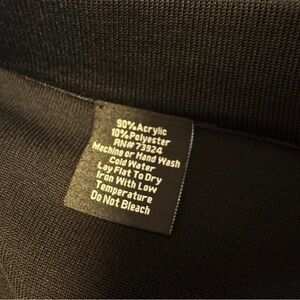 90% Acrylic
10% Polyester
RN# 73924
Machine or Hand Wash
Cold Water
Lay Flat To Dry
Iron With Low
Temperature
Do Not Bleach